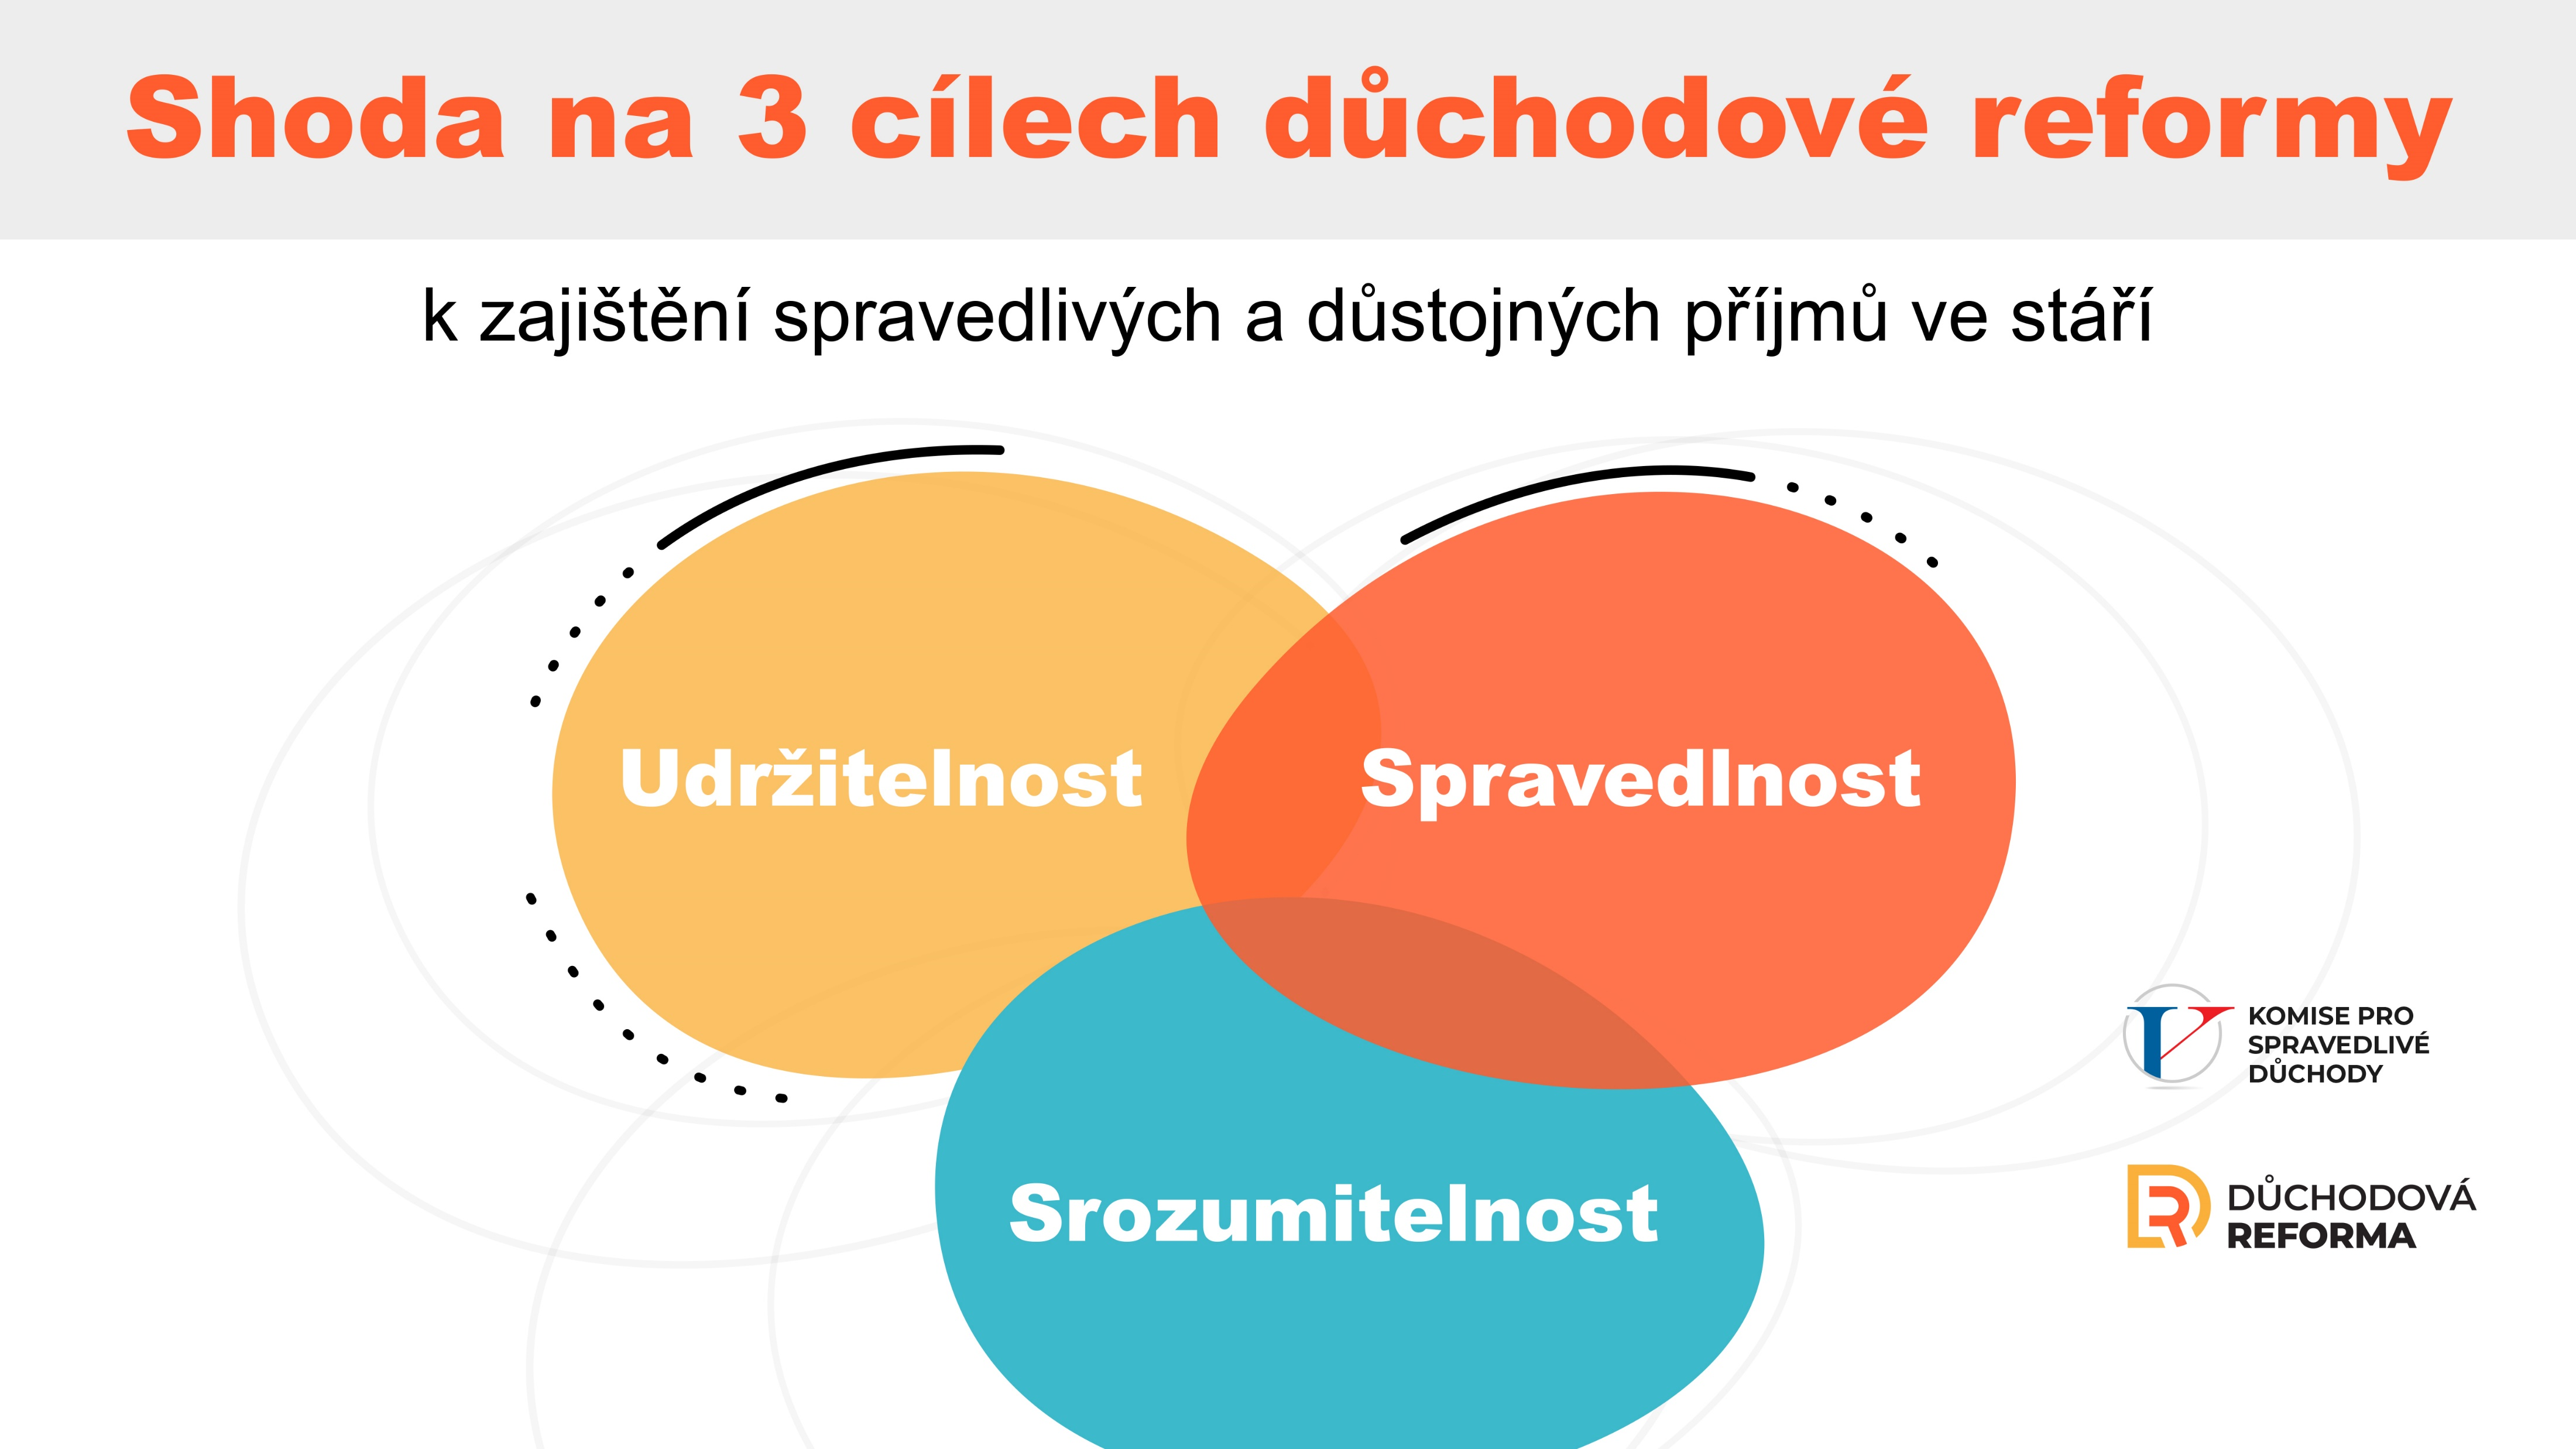 Shoda na 3 cílech důchodové reformy
k zajištění spravedlivých a důstojných příjmů ve stáří
Udržitelnost
Spravedlnost
Srozumitelnost
KOMISE PRO
SPRAVEDLIVÉ
DŮCHODY
DŮCHODOVÁ
REFORMA